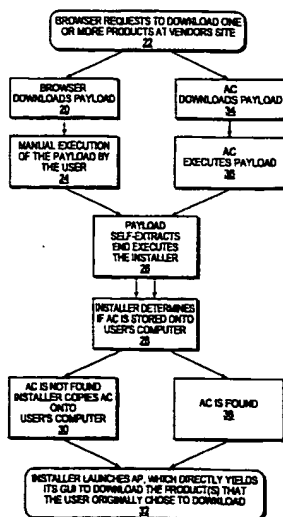 BROWSER REQUESTS TO DOWNLOAD ONE
OR MORE PRODUCTS AT VENDORS SITE
22
BROWSER
DOWNLOADS PAYLOAD
20
MANUAL EXECUTION
OF THE PAYLOAD BY
THE USER
24
AC
DOWNLOADS PAYLOAD
34
AC
EXECUTES PAYLOAD
36
PAYLOAD
SELF-EXTRACTS
END EXECUTES
THE INSTALLER
26
INSTALLER DETERMINES
IF AC IS STORED ONTO
USER'S COMPUTER
28
AC IS NOT FOUND
INSTALLER COPIES AC
ONTO
USER'S COMPUTER
30
AC IS FOUND
38
INSTALLER LAUNCHES AP, WHICH DIRECTLY YIELDS
ITS GUI TO DOWNLOAD THE PRODUCT(S) THAT
THE USER ORIGINALLY CHOSE TO DOWNLOAD
32